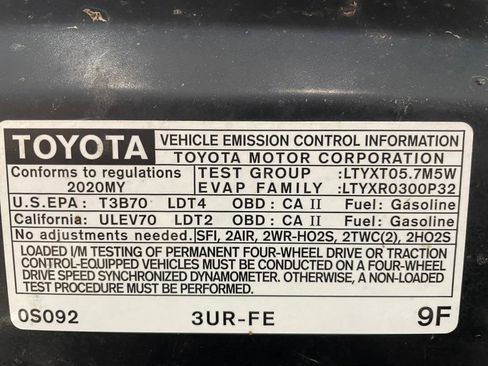 TOYOTA VEHICLE EMISSION CONTROL INFORMATION
TOYOTA MOTOR CORPORATION
Conforms to regulations TEST GROUP :LTYXT05.7M5W
2020MY EVAP FAMILY :LTYXR0300P32
U.S.EPA : T3B70 LDT4 OBD : CA II Fuel: Gasoline
California: ULEV70 LDT2 OBD : CA II Fuel: Gasoline
No adjustments needed. SFI, 2AIR, 2WR-HO2S, 2TWC(2), 2HO2S
LOADED I/M TESTING OF PERMANENT FOUR-WHEEL DRIVE OR TRACTION
CONTROL-EQUIPPED VEHICLES MUST BE CONDUCTED ON A FOUR-WHEEL
DRIVE SPEED SYNCHRONIZED DYNAMOMETER. OTHERWISE, A NON-LOADED
TEST PROCEDURE MUST BE PERFORMED.
0S092 3UR-FE 9F